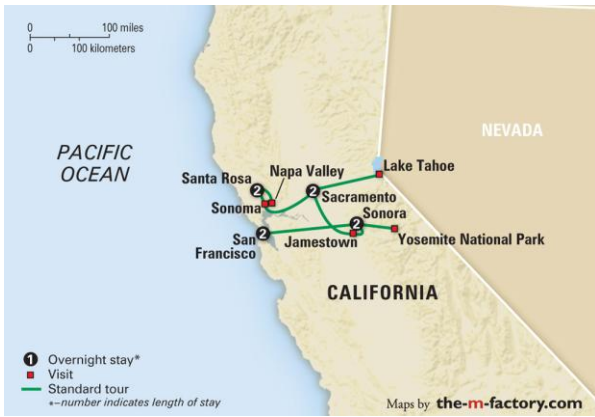 0 100 miles
0 100 kilometers
NEVADA
PACIFIC
OCEAN
Lake Tahoe
Napa Valley
Santa Rosa
2
2
Sacramento
Sonoma
Sonora
2
2
San
Francisco
Jamestown
Yosemite National Park
CALIFORNIA
1 Overnight stay*
Visit
Standard tour
*–number indicates length of stay
Maps by the-m-factory.com